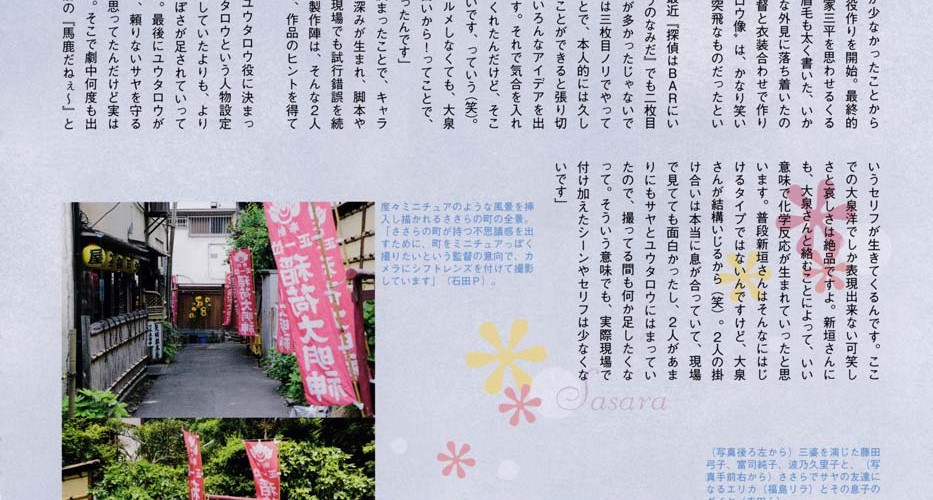 が少なかったことから
役作りを開始。最終的
家三平を思わせるくる
眉毛も太く書いた、いか
な外見に落ち着いたの
督と衣装合わせで作り
ロウ像〟は、かなり笑い
突飛なものだったとい
最近『探偵はＢＡＲにい
うのなみだ』でも二枚目
が多かったじゃないで
は三枚目ノリでやって
とで、本人的には久し
ことができると張り切
いろんなアイデアを出
す。それで気合を入れ
くれたんだけど、そこ
いです、っていう（笑）。
ルメしなくても、大泉
いから！ってことで、
ったんです」
まったことで、キャラ
深みが生まれ、脚本や
現場でも試行錯誤を続
製作陣は、そんな２人
、作品のヒントを得て
ユウタロウ役に決まっ
タロウという人物設定
していたよりも、より
ぽさが足されていって
。最後にユウタロウが
、頼りないサヤを守る
思ってたんだけど実は
。そこで劇中何度も出
の『馬鹿だねぇ〜』と
いうセリフが生きてくるんです。ここ
での大泉洋でしか表現出来ない可笑し
さと哀しさは絶品ですよ。新垣さんに
も、大泉さんと絡むことによって、いい
意味で化学反応が生まれていったと思
います。普段新垣さんはそんなにはじ
けるタイプではないんですけど、大泉
さんが結構いじるから（笑）。２人の掛
け合いは本当に息が合っていて、現場
で見てても面白かったし、２人があま
りにもサヤとユウタロウにはまってい
たので、撮ってる間も何か足したくな
って。そういう意味でも、実際現場で
付け加えたシーンやセリフは少なくな
いです」
度々ミニチュアのような風景を挿
入し描かれるささらの町の全景。
「ささらの町が持つ不思議感を出
すために、町をミニチュアっぽく
撮りたいという監督の意向で、カ
メラにシフトレンズを付けて撮影
しています」（石田Ｐ）。
屋
正一位
稲荷大明神
Sasara
（写真後ろ左から）三婆を演じた藤田
弓子、富司純子、波乃久里子と、（写
真手前右から）ささらでサヤの友達に
なるエリカ（福島リラ）とその息子の